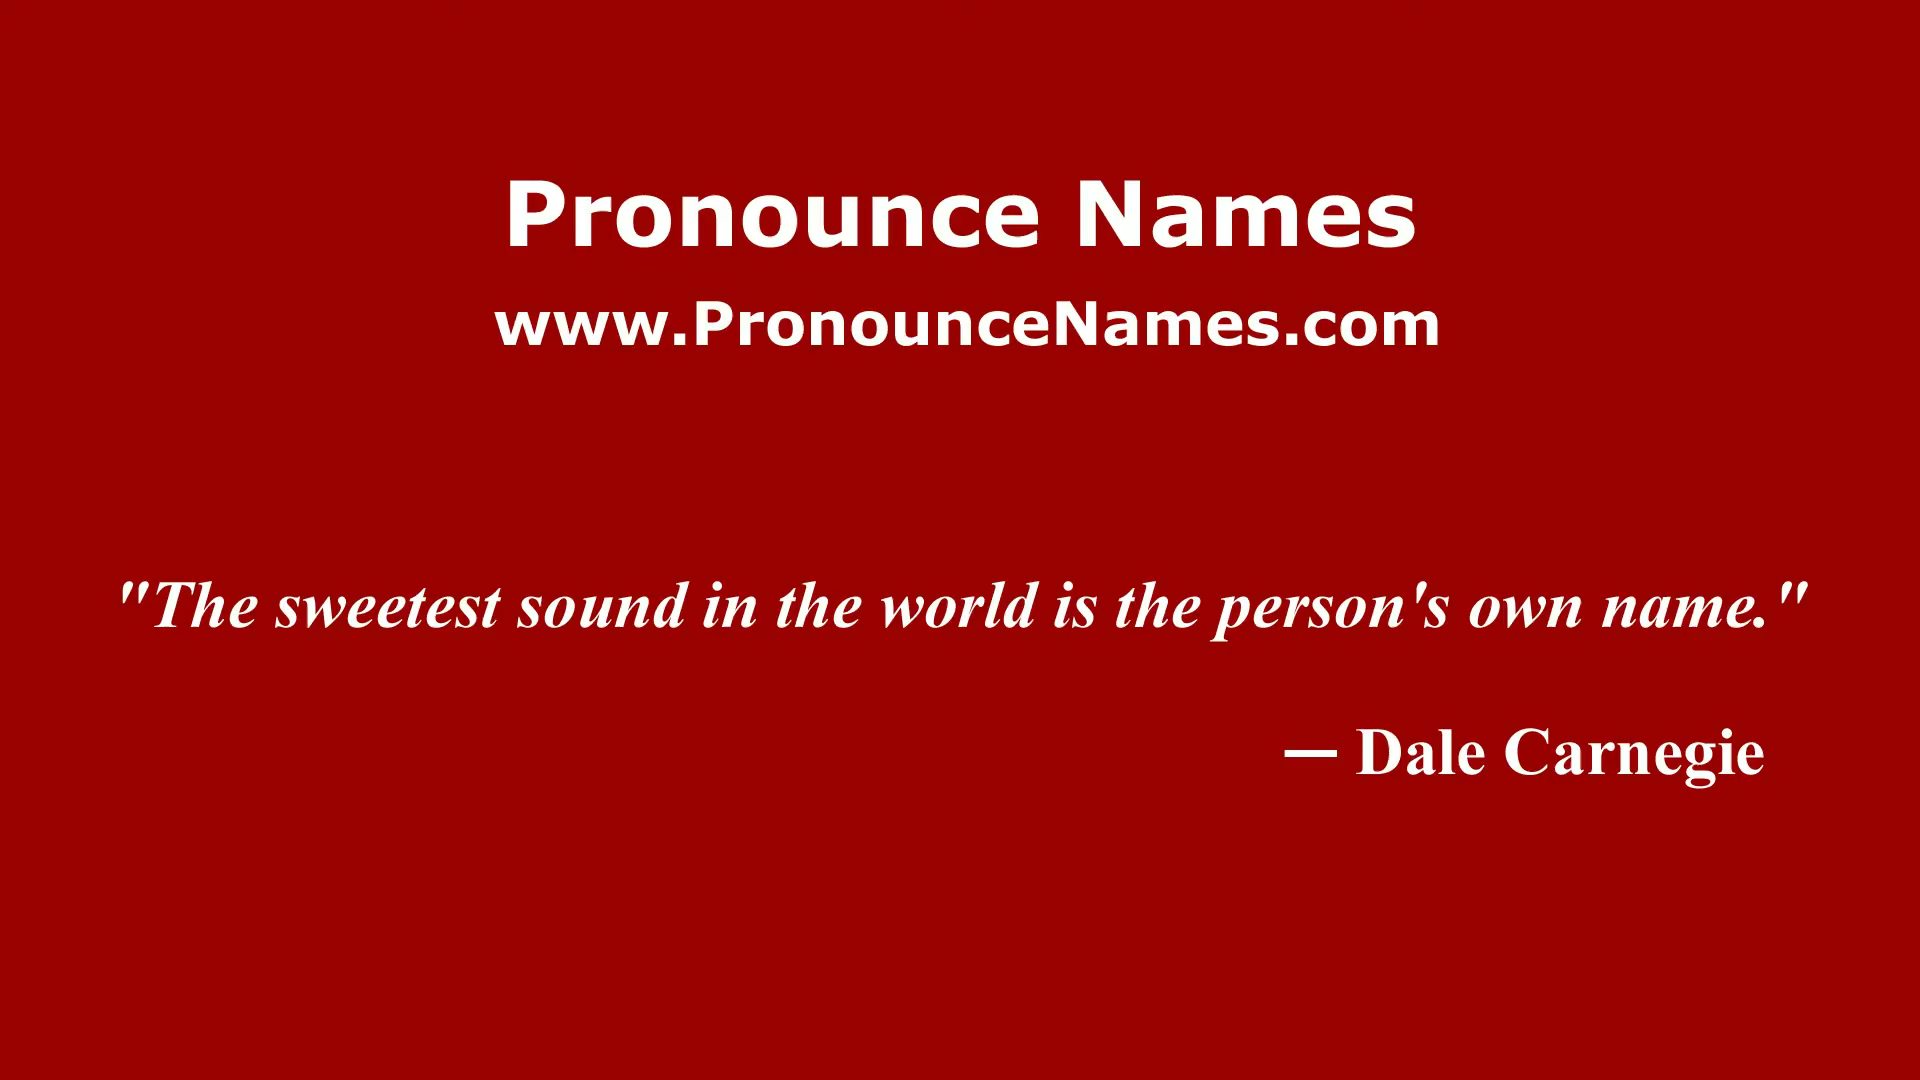 Pronounce Names
www.PronounceNames.com
"The sweetest sound in the world is the person's own name."
— Dale Carnegie